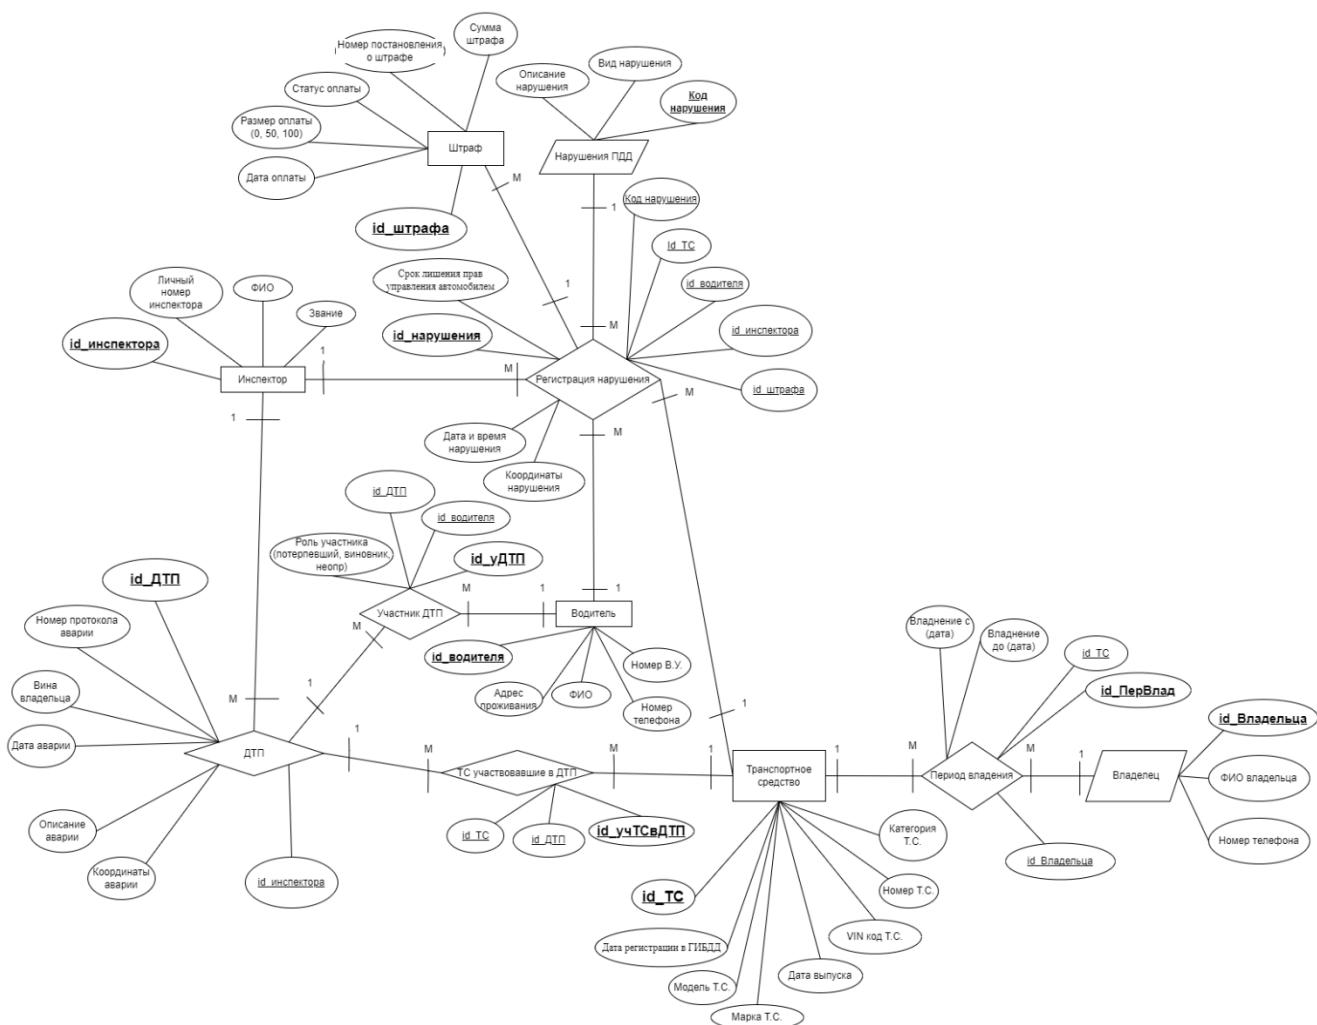 Номер постановления
о штрафе
Сумма
штрафа
Статус оплаты
Размер оплаты
(0, 50, 100)
Дата оплаты
Штраф
id_штрафа
Описание
нарушения
Вид нарушения
Код
нарушения
Нарушения ПДД
M
1
Код нарушения
Id_ТС
id_водителя
id_инспектора
id_штрафа
Срок лишения прав
управления автомобилем
id_нарушения
1
M
Личный
номер
инспектора
ФИО
Звание
id_инспектора
Инспектор
1
M
Регистрация нарушения
M
1
Дата и время
нарушения
Координаты
нарушения
M
id_ДТП
id_водителя
Роль участника
(потерпевший, виновник,
неопр)
id_уДТП
Участник ДТП
M
1
1
Водитель
M
1
id_водителя
Адрес
проживания
ФИО
Номер
телефона
Номер В.У.
id_ДТП
Номер протокола
аварии
Вина
владельца
Дата аварии
Описание
аварии
Координаты
аварии
id_инспектора
M
ДТП
1
M
ТС участвовавшие в ДТП
M
1
id_ТС
id_ДТП
id_учТСвДТП
1
Транспортное
средство
1
M
Владнение с
(дата)
Владнение
до (дата)
id_ТС
id_ПерВлад
Период владения
M
1
id_Владельца
Владелец
id_Владельца
ФИО владельца
Номер телефона
Категория
Т.С.
Номер Т.С.
VIN код Т.С.
Дата выпуска
Марка Т.С.
Модель Т.С.
Дата регистрации в ГИБДД
id_ТС